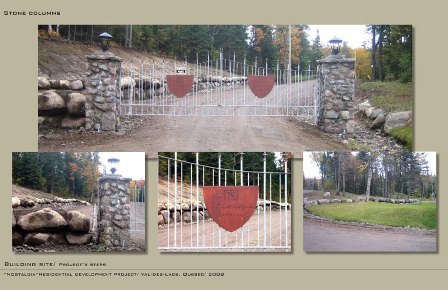 Stone columns
Building site/ Project's steps
"Nostalgia"Residential development project/ Val-des-Lacs, Quebec/ 2008